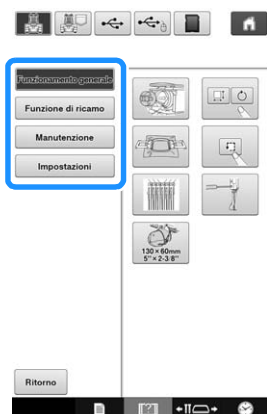 Funzionamento generale
Funzione di ricamo
Manutenzione
Impostazioni
130×60mm
5"×2-3/8"
Ritorno